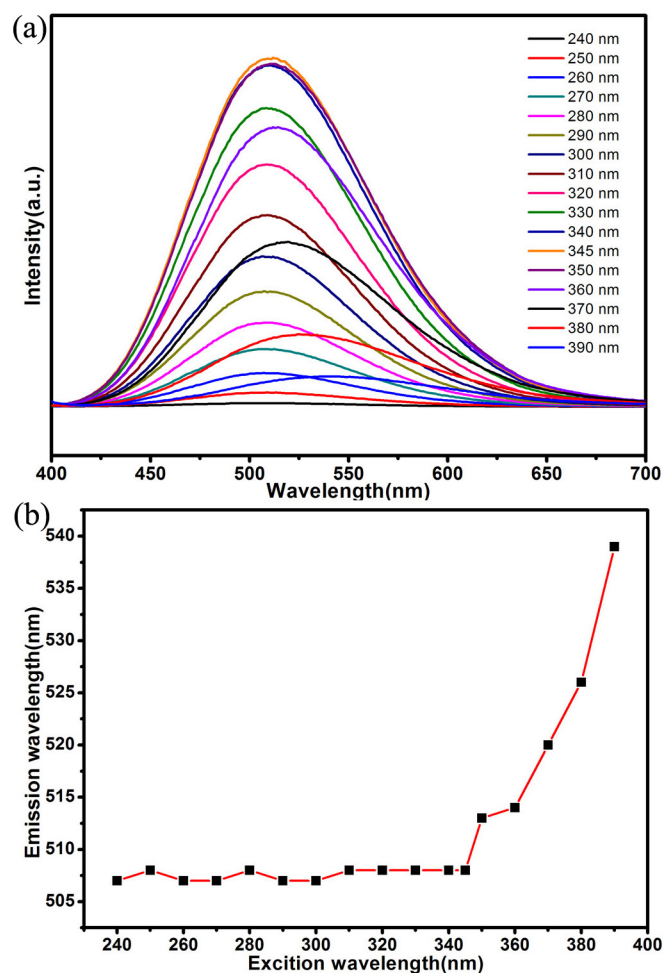 (a)
240 nm
250 nm
260 nm
270 nm
280 nm
290 nm
300 nm
310 nm
320 nm
330 nm
340 nm
345 nm
350 nm
360 nm
370 nm
380 nm
390 nm
Intensity(a.u.)
400 450 500 550 600 650 700
Wavelength(nm)
(b)
540
535
530
525
520
515
510
505
Emission wavelength(nm)
240 260 280 300 320 340 360 380 400
Excition wavelength(nm)